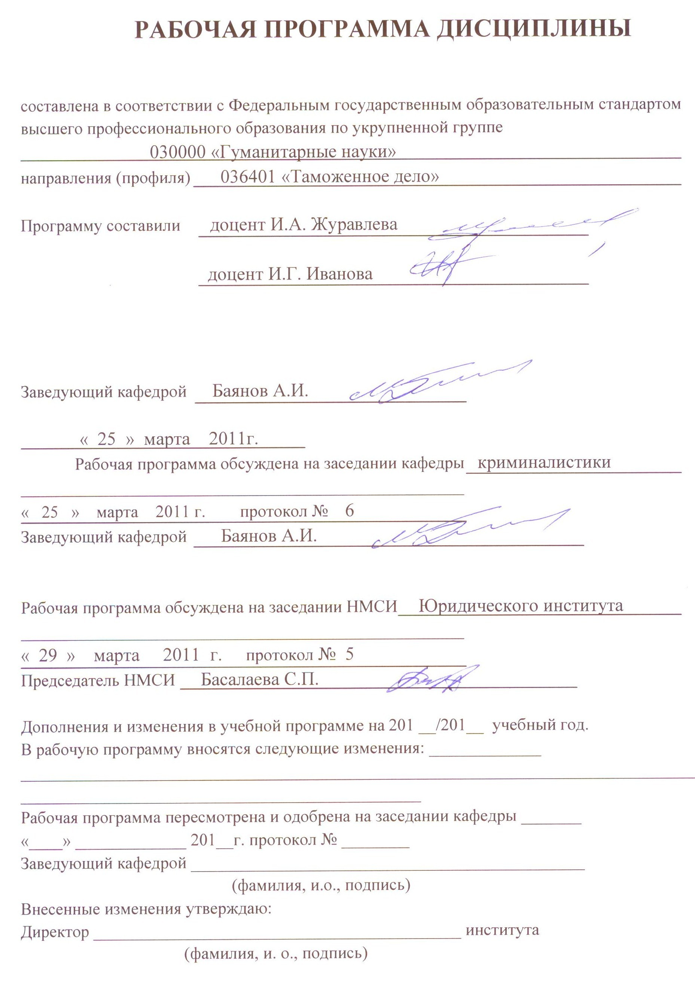 РАБОЧАЯ ПРОГРАММА ДИСЦИПЛИНЫ
составлена в соответствии с Федеральным государственным образовательным стандартом
высшего профессионального образования по укрупненной группе
030000 «Гуманитарные науки»
направления (профиля) 036401 «Таможенное дело»
Программу составили доцент И.А. Журавлева
доцент И.Г. Иванова
Заведующий кафедрой Баянов А.И.
« 25 » марта 2011г.
Рабочая программа обсуждена на заседании кафедры криминалистики
« 25 » марта 2011 г. протокол № 6
Заведующий кафедрой Баянов А.И.
Рабочая программа обсуждена на заседании НМСИ Юридического института
« 29 » марта 2011 г. протокол № 5
Председатель НМСИ Басалаева С.П.
Дополнения и изменения в учебной программе на 201 __/201__ учебный год.
В рабочую программу вносятся следующие изменения: _____________
Рабочая программа пересмотрена и одобрена на заседании кафедры _______
«____» _____________ 201__г. протокол № ________
Заведующий кафедрой ______________
(фамилия, и.о., подпись)
Внесенные изменения утверждаю:
Директор ______________ института
(фамилия, и. о., подпись)